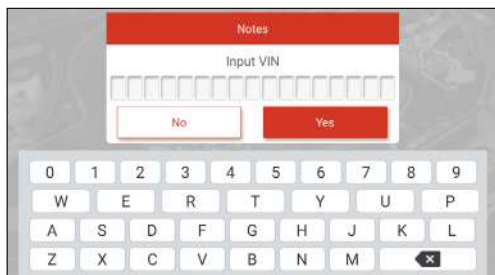 Notes
Input VIN
No Yes
0 1 2 3 4 5 6 7 8 9
W E R T Y U P
A S D F G H J K L
Z X C V B N M